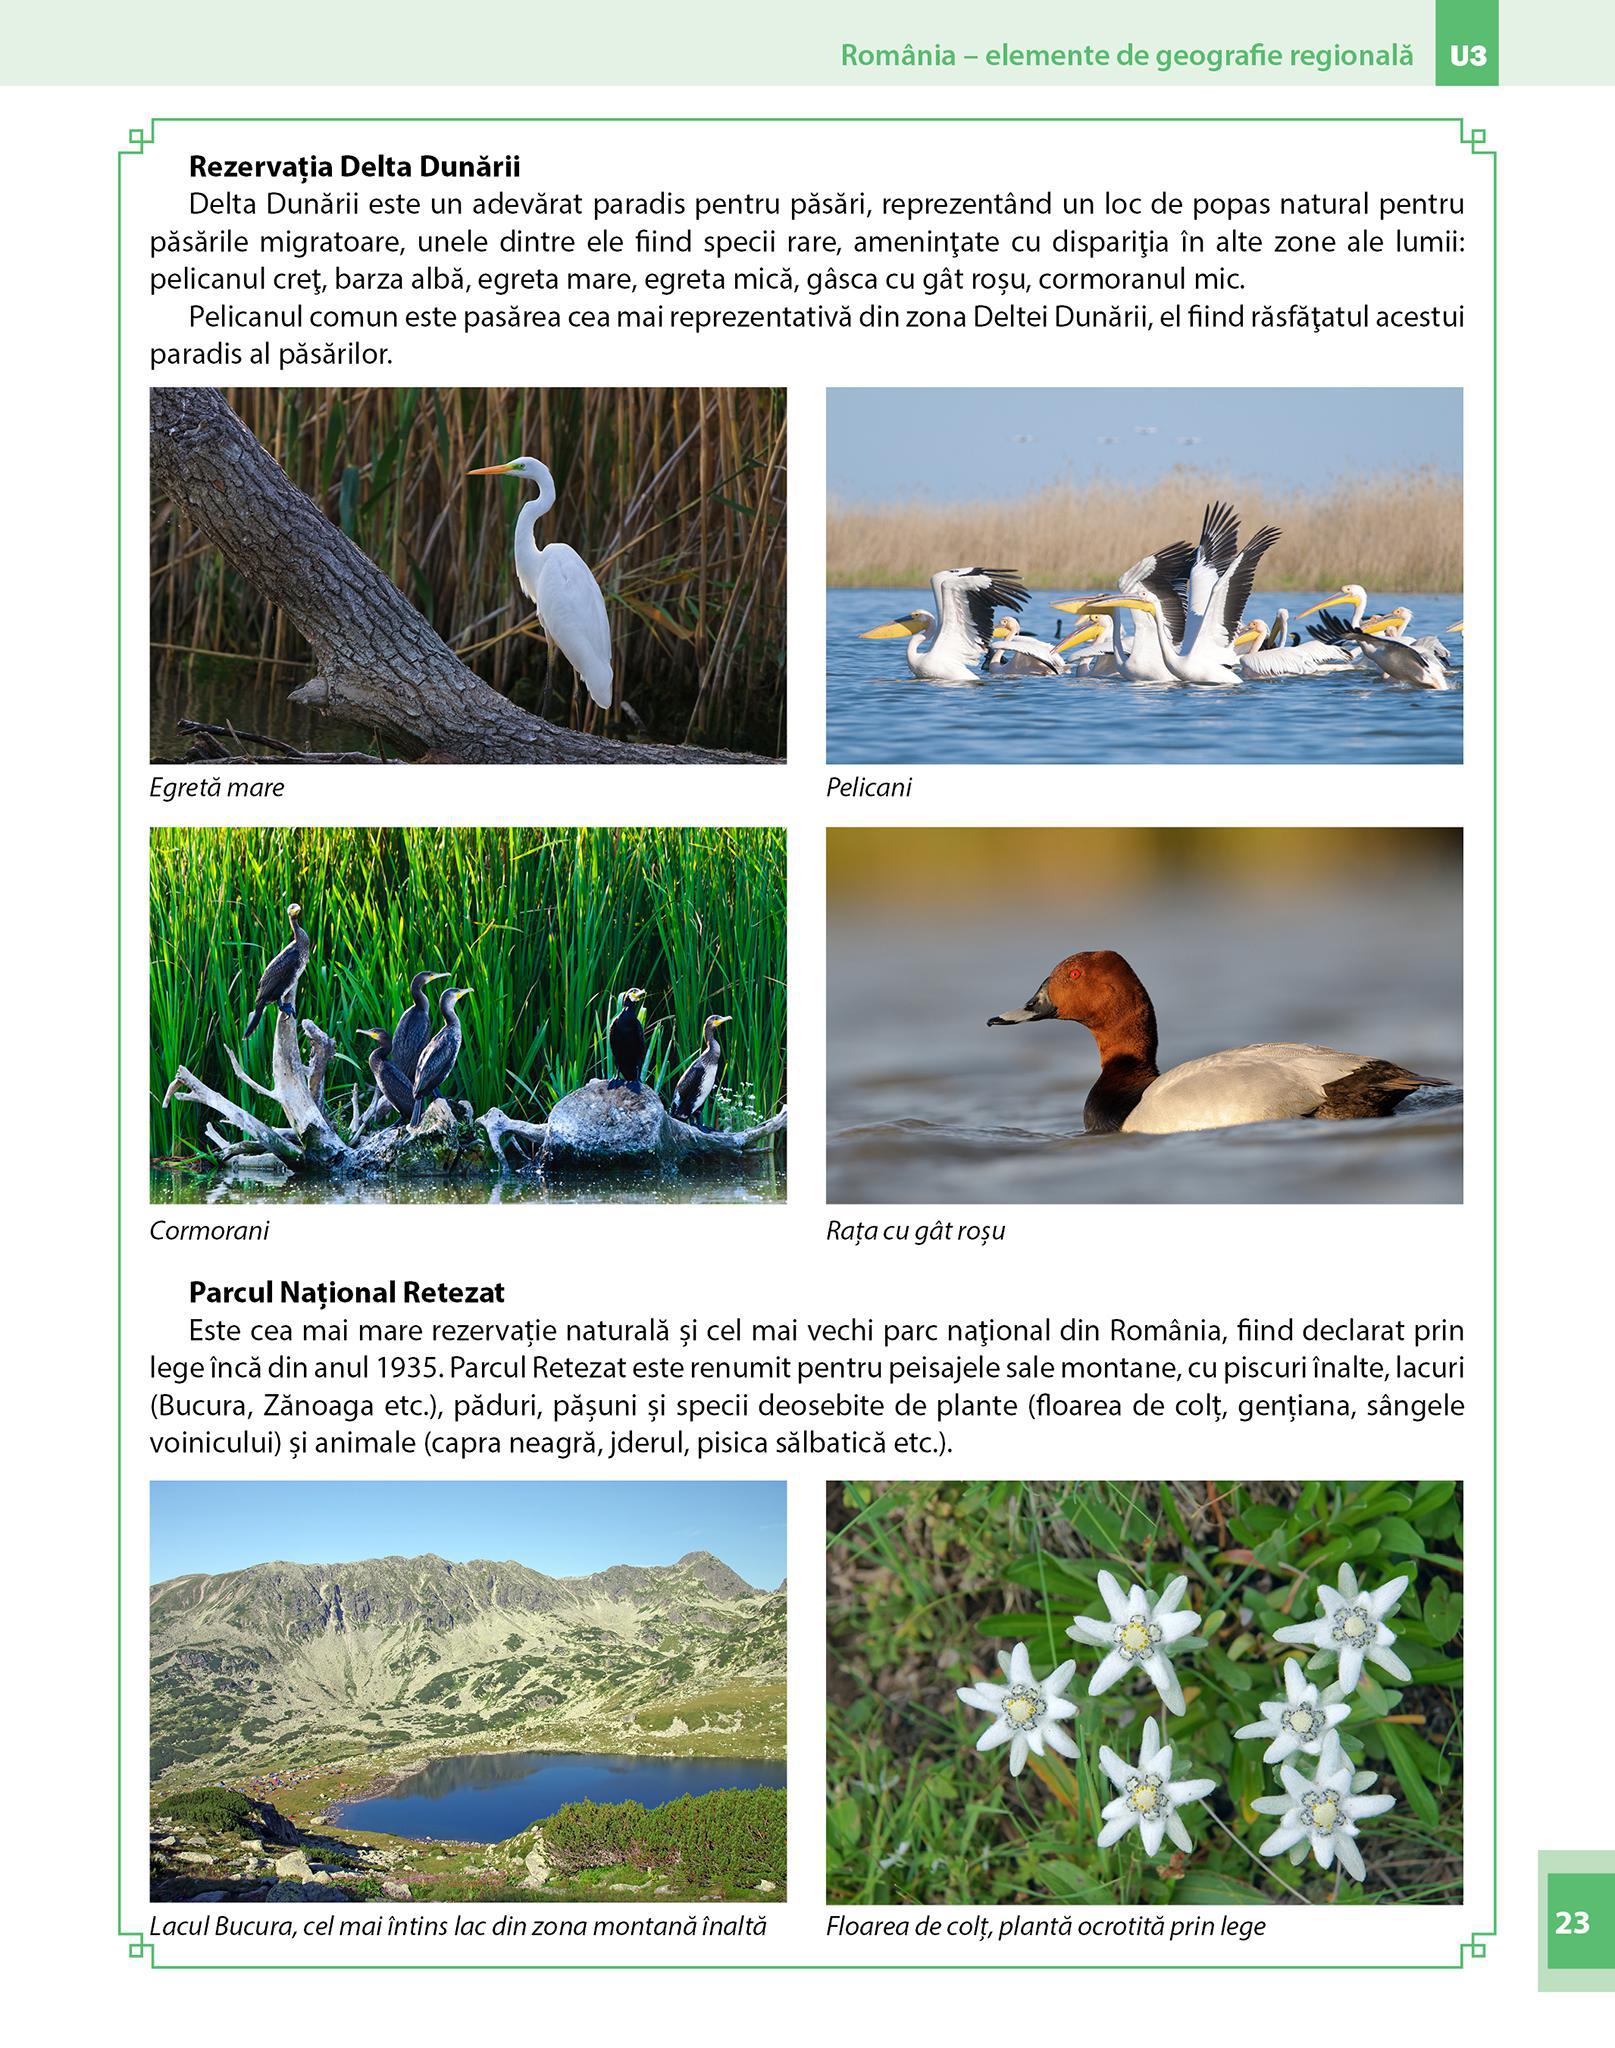 România – elemente de geografie regională
U3
Rezervația Delta Dunării
Delta Dunării este un adevărat paradis pentru păsări, reprezentând un loc de popas natural pentru
păsările migratoare, unele dintre ele fiind specii rare, ameninţate cu dispariţia în alte zone ale lumii:
pelicanul creţ, barza albă, egreta mare, egreta mică, gâsca cu gât roșu, cormoranul mic.
Pelicanul comun este pasărea cea mai reprezentativă din zona Deltei Dunării, el fiind răsfăţatul acestui
paradis al păsărilor.
Egretă mare
Pelicani
Cormorani
Rața cu gât roșu
Parcul Național Retezat
Este cea mai mare rezervație naturală și cel mai vechi parc naţional din România, fiind declarat prin
lege încă din anul 1935. Parcul Retezat este renumit pentru peisajele sale montane, cu piscuri înalte, lacuri
(Bucura, Zănoaga etc.), păduri, pășuni și specii deosebite de plante (floarea de colț, gențiana, sângele
voinicului) și animale (capra neagră, jderul, pisica sălbatică etc.).
Lacul Bucura, cel mai întins lac din zona montană înaltă
Floarea de colț, plantă ocrotită prin lege
23